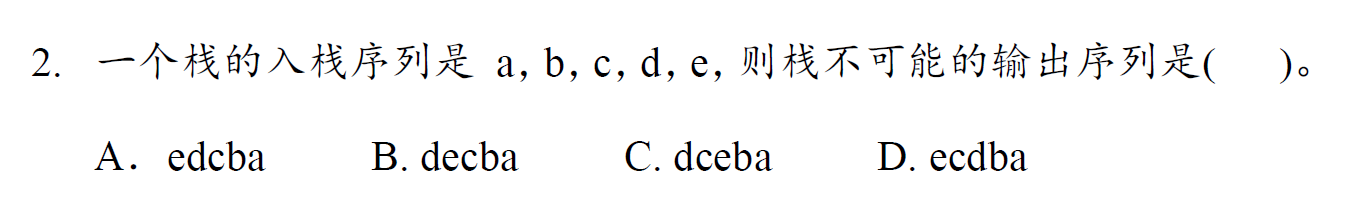 2. 一个栈的入栈序列是 a, b, c, d, e, 则栈不可能的输出序列是(   )。
A. edcba   B. decba   C. dceba   D. ecdba